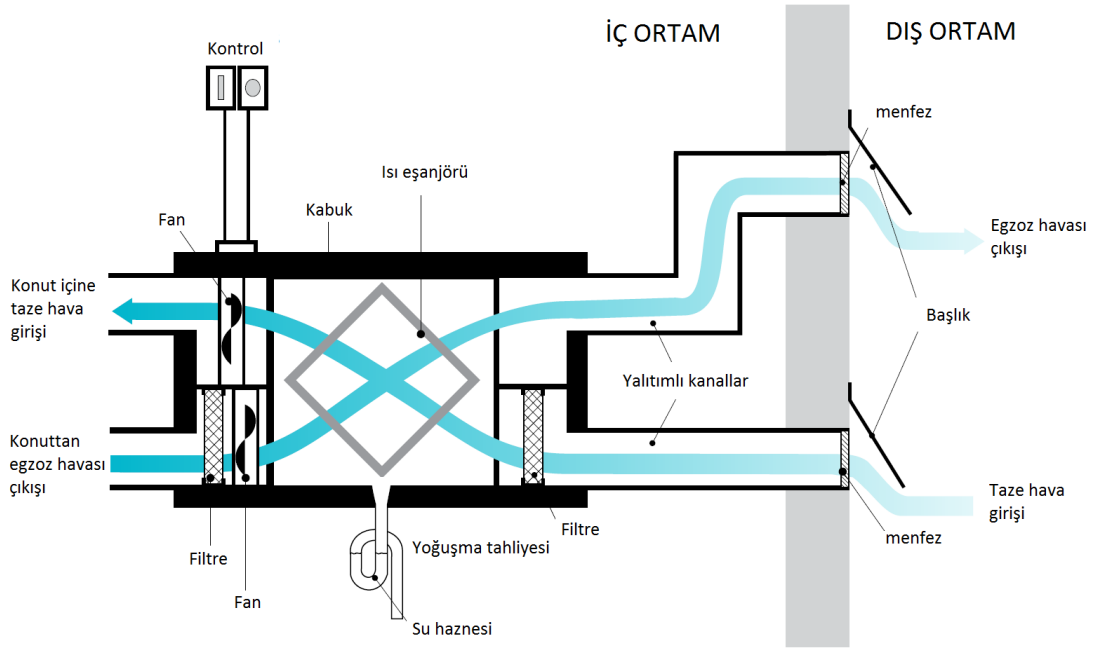 İÇ ORTAM
DIŞ ORTAM
Kontrol
menfez
Isı eşanjörü
Kabuk
Fan
Egzoz havası
çıkışı
Konut içine
taze hava
girişi
Başlık
Yalıtımlı kanallar
Konuttan
egzoz havası
çıkışı
Taze hava
girişi
Filtre
menfez
Yoğuşma tahliyesi
Filtre
Fan
Su haznesi